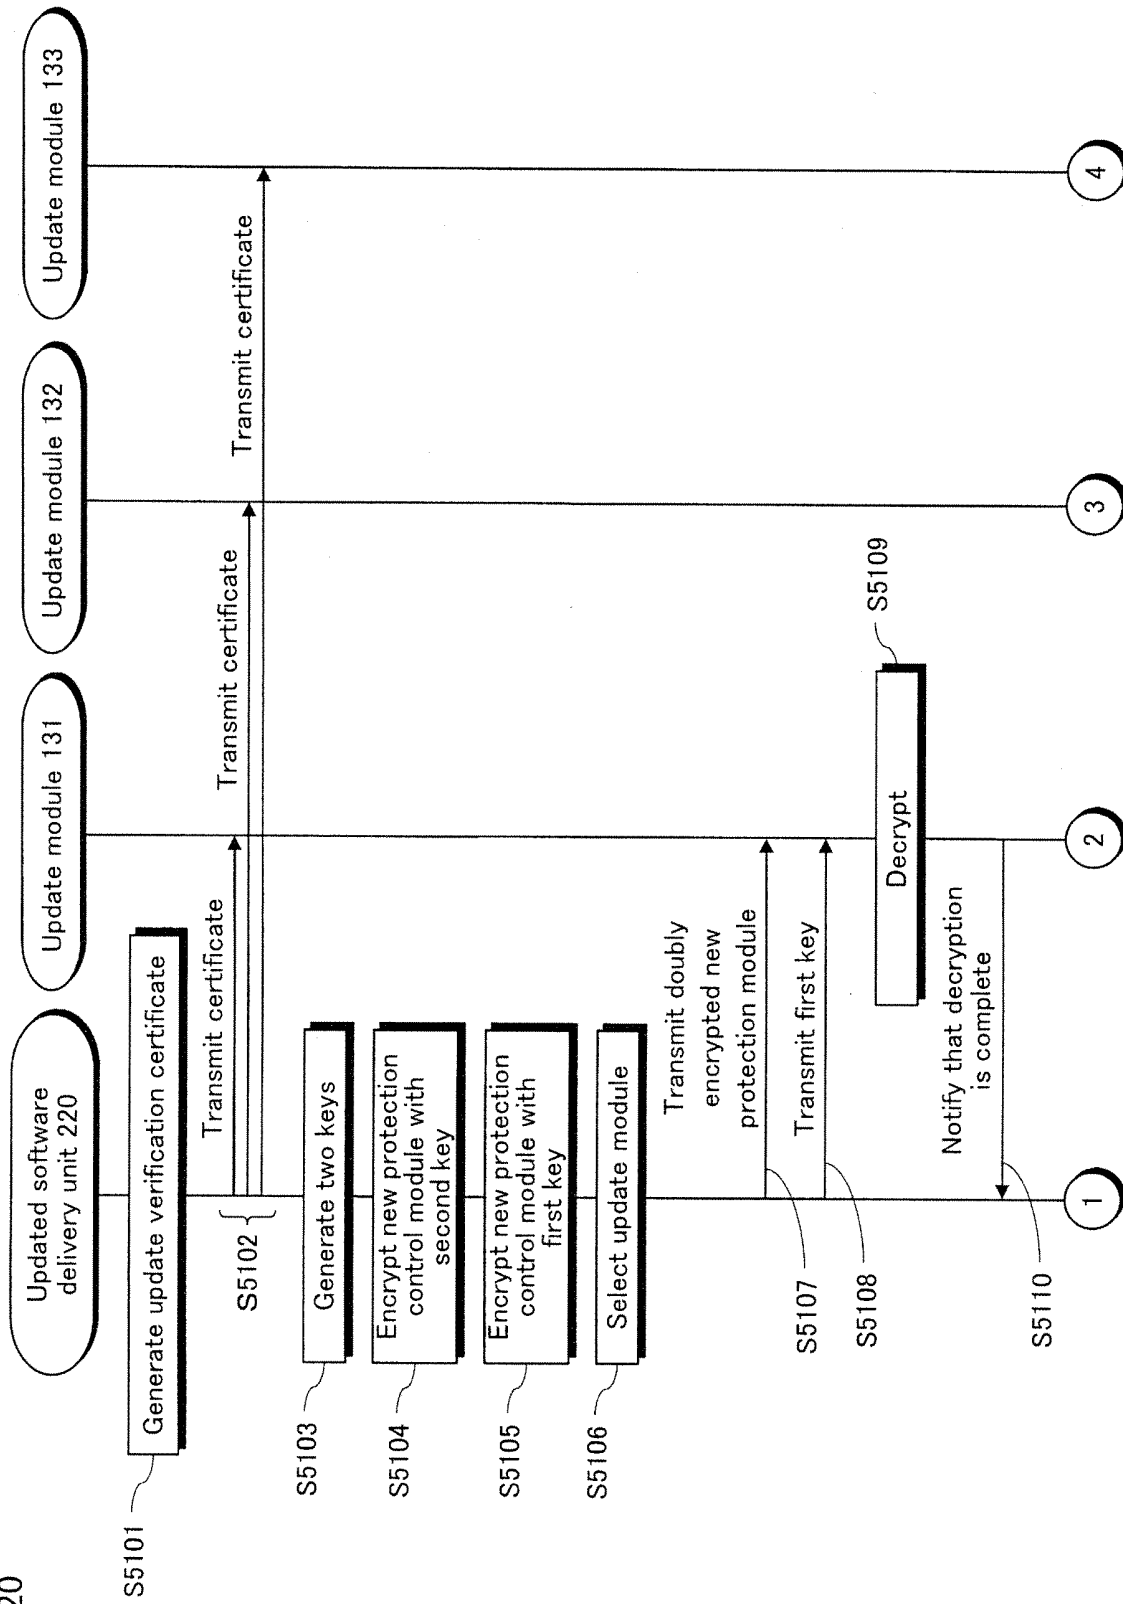 20
Updated software
delivery unit 220
Update module 131
Update module 132
Update module 133
S5101
Generate update verification certificate
Transmit certificate
Transmit certificate
Transmit certificate
S5102
S5103
Generate two keys
S5104
Encrypt new protection
control module with
second key
S5105
Encrypt new protection
control module with
first key
S5106
Select update module
Transmit doubly
encrypted new
protection module
S5107
Transmit first key
S5108
Decrypt
S5109
Notify that decryption
is complete
S5110
1
2
3
4